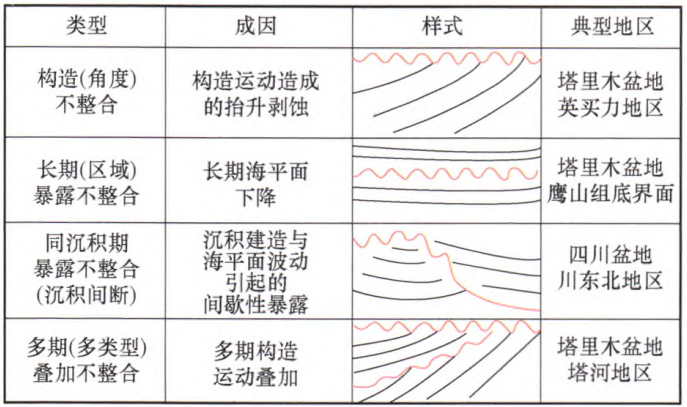 类型 成因 样式 典型地区
构造(角度)
不整合
构造运动造成
的抬升剥蚀
塔里木盆地
英买力地区
长期(区域)
暴露不整合
长期海平面
下降
塔里木盆地
鹰山组底界面
同沉积期
暴露不整合
(沉积间断)
沉积建造与
海平面波动
引起的
间歇性暴露
四川盆地
川东北地区
多期(多类型)
叠加不整合
多期构造
运动叠加
塔里木盆地
塔河地区